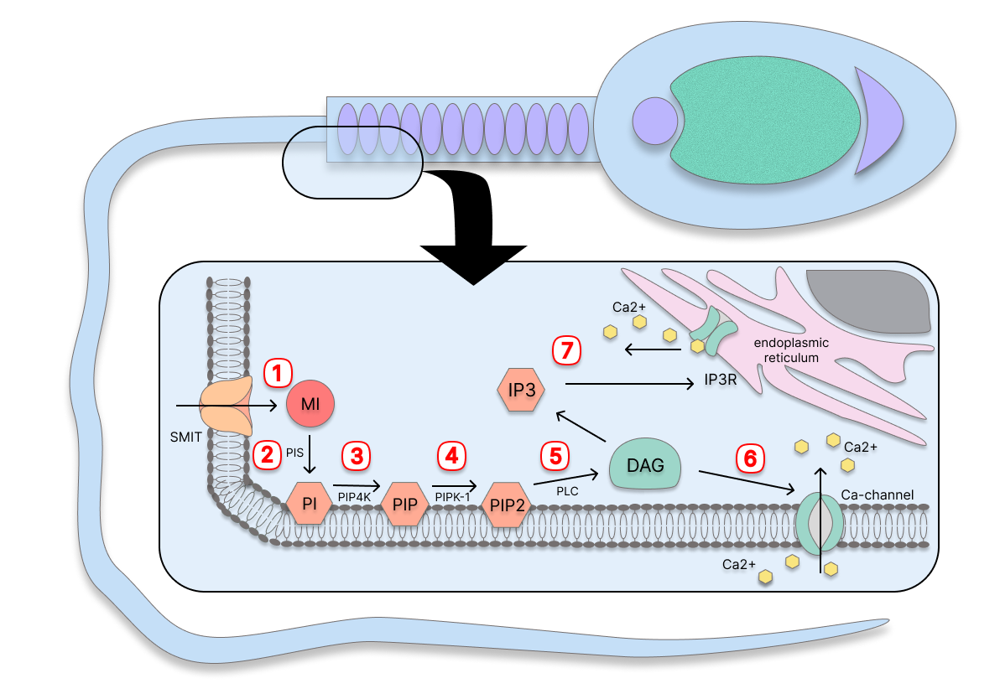 Ca2+
endoplasmic
reticulum
7
1
IP3
IP3R
MI
SMIT
2
PIS
3
4
5
DAG
6
Ca2+
PI
PIP4K
PIP
PIPK-1
PIP2
PLC
Ca-channel
Ca2+